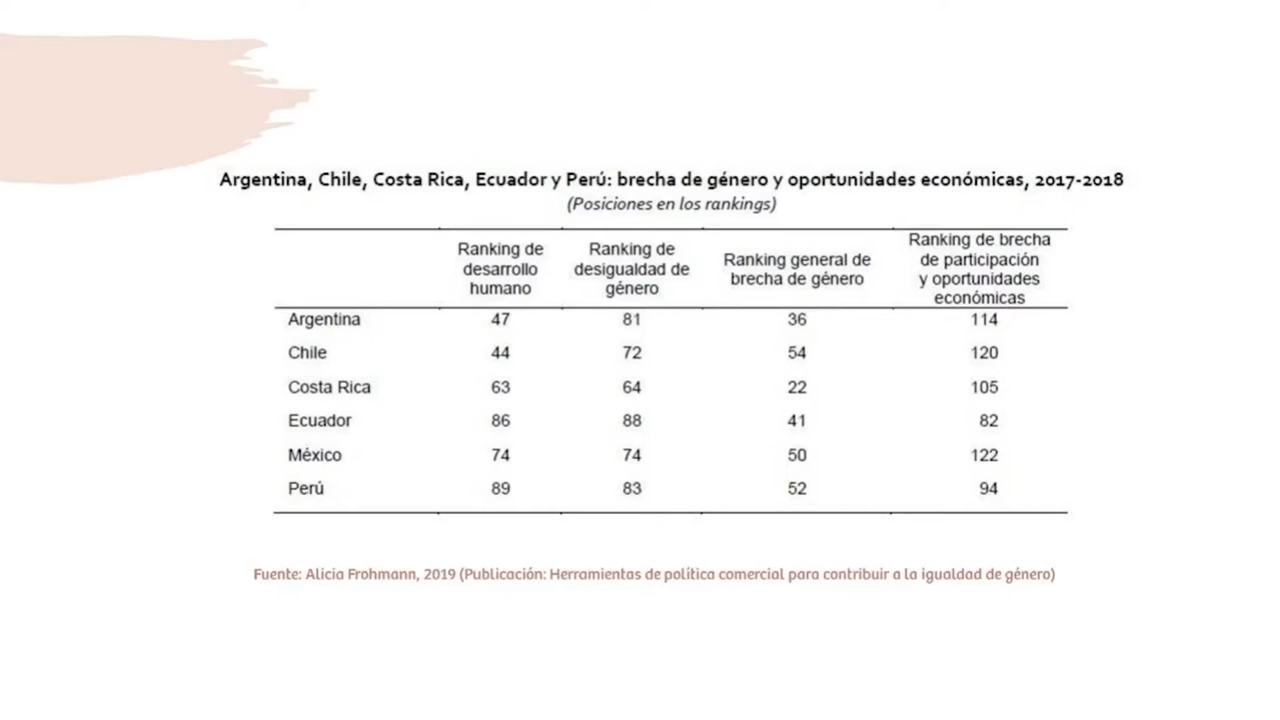 Argentina, Chile, Costa Rica, Ecuador y Perú: brecha de género y oportunidades económicas, 2017-2018
(Posiciones en los rankings)
Ranking de desarrollo humano
Ranking de desigualdad de género
Ranking general de brecha de género
Ranking de brecha de participación y oportunidades económicas
Argentina 47 81 36 114
Chile 44 72 54 120
Costa Rica 63 64 22 105
Ecuador 86 88 41 82
México 74 74 50 122
Perú 89 83 52 94
Fuente: Alicia Frohmann, 2019 (Publicación: Herramientas de política comercial para contribuir a la igualdad de género)